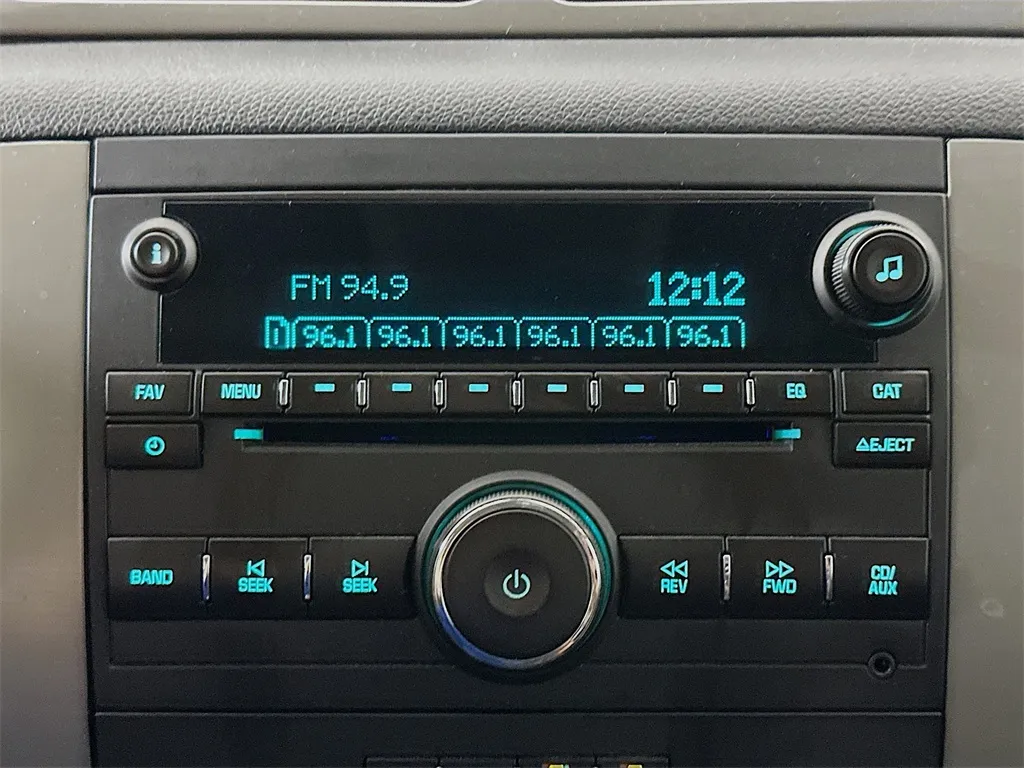 i
FM 94.9 12:12
96.1 96.1 96.1 96.1 96.1 96.1
FAV MENU EQ CAT
EJECT
BAND SEEK SEEK REV FWD CD/
AUX